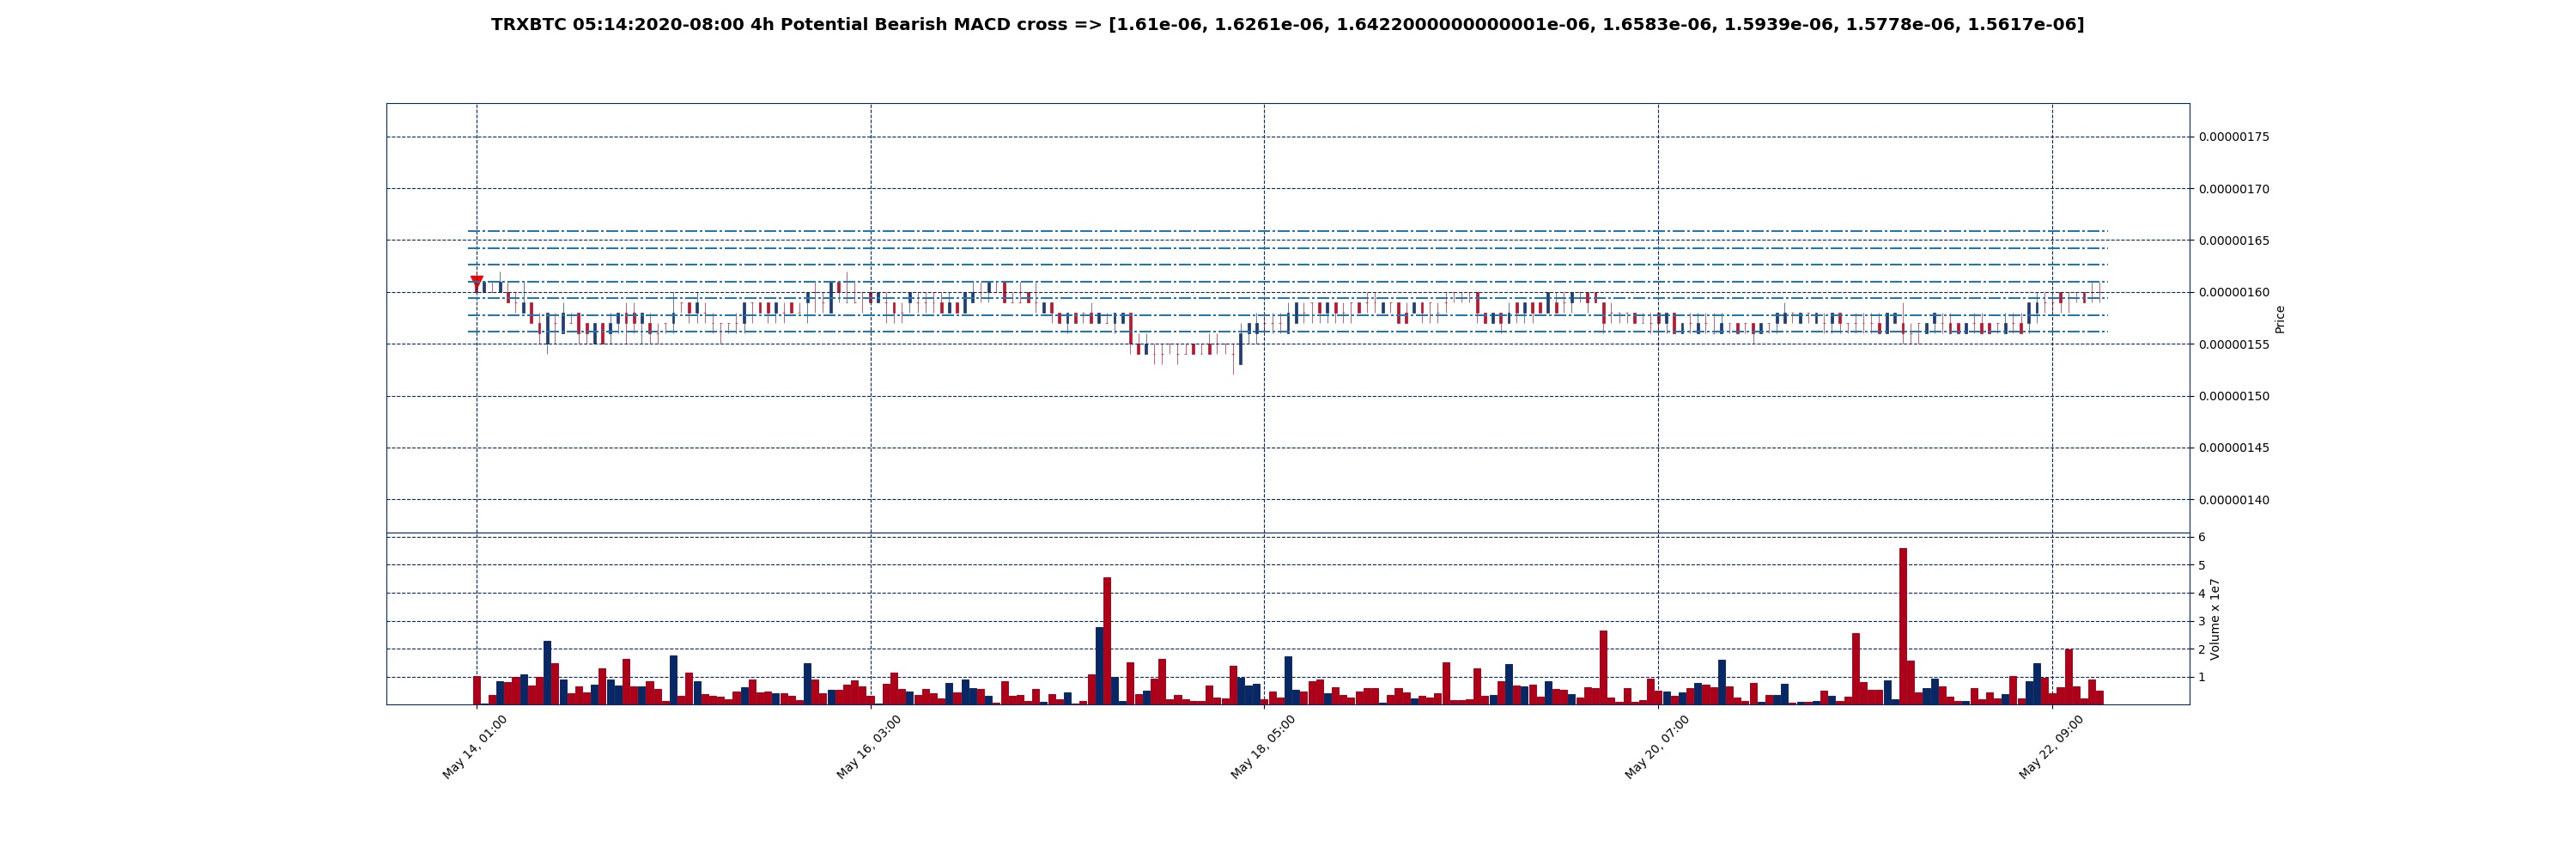 TRXBTC 05:14:2020-08:00 4h Potential Bearish MACD cross => [1.61e-06, 1.6261e-06, 1.6422000000000001e-06, 1.6583e-06, 1.5939e-06, 1.5778e-06, 1.5617e-06]
0.00000175
0.00000170
0.00000165
0.00000160
0.00000155
0.00000150
0.00000145
0.00000140
Price
6
5
4
3
2
1
Volume x 1e7
May 14, 01:00
May 16, 03:00
May 18, 05:00
May 20, 07:00
May 22, 09:00